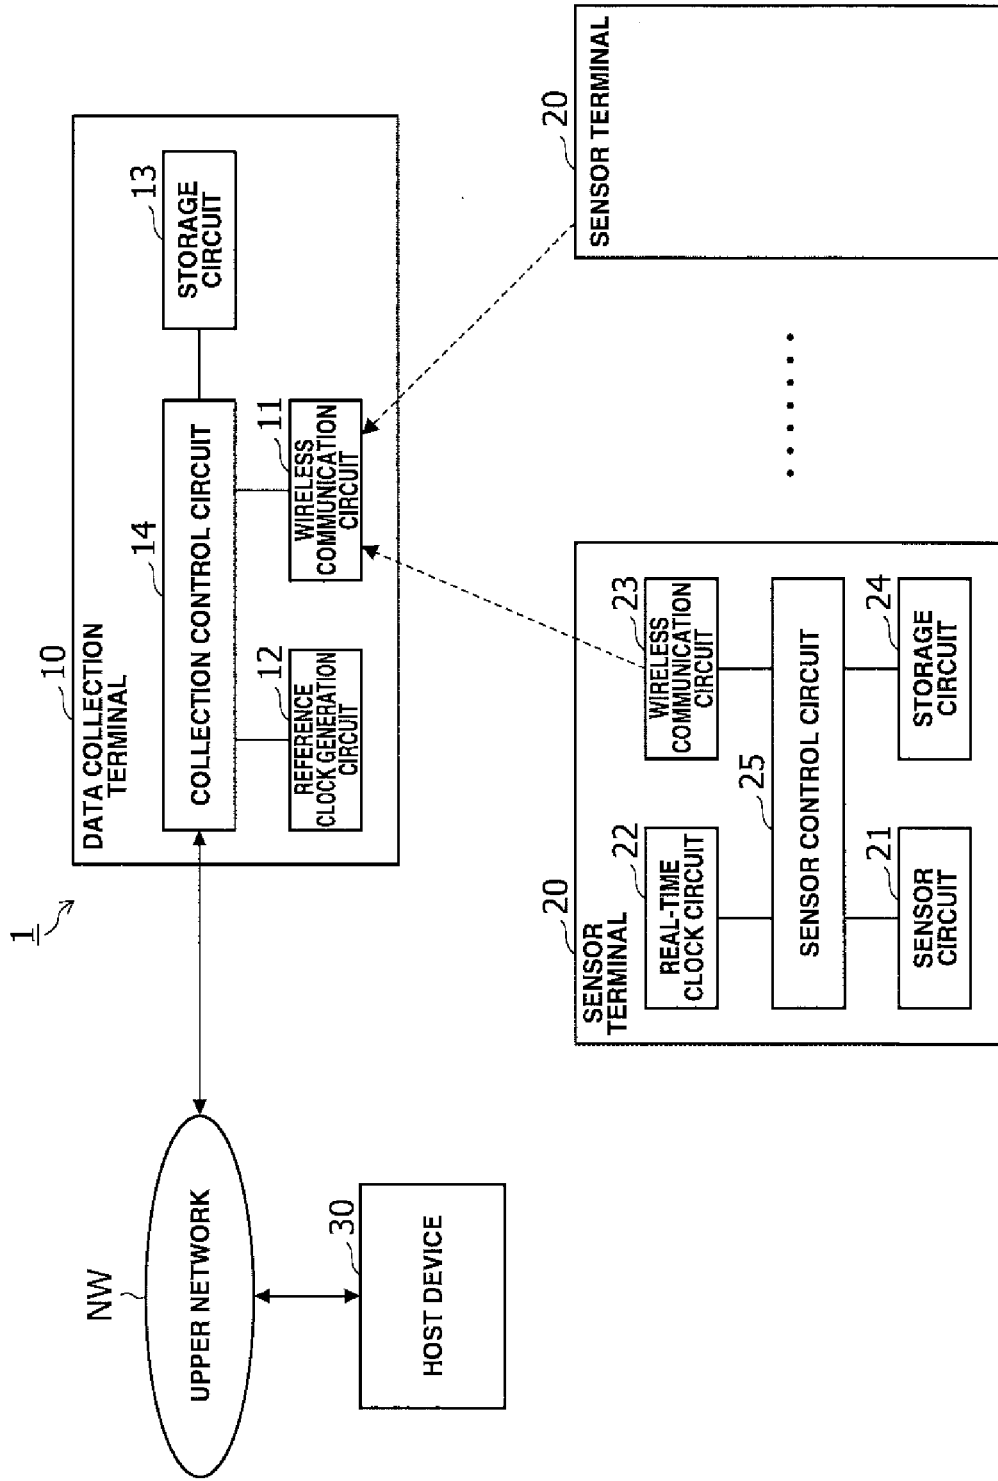 1
NW
UPPER NETWORK
30
HOST DEVICE
10
DATA COLLECTION
TERMINAL
14
COLLECTION CONTROL CIRCUIT
13
STORAGE
CIRCUIT
12
REFERENCE
CLOCK GENERATION
CIRCUIT
11
WIRELESS
COMMUNICATION
CIRCUIT
20
SENSOR
TERMINAL
22
REAL-TIME
CLOCK CIRCUIT
23
WIRELESS
COMMUNICATION
CIRCUIT
25
SENSOR CONTROL CIRCUIT
21
SENSOR
CIRCUIT
24
STORAGE
CIRCUIT
20
SENSOR TERMINAL